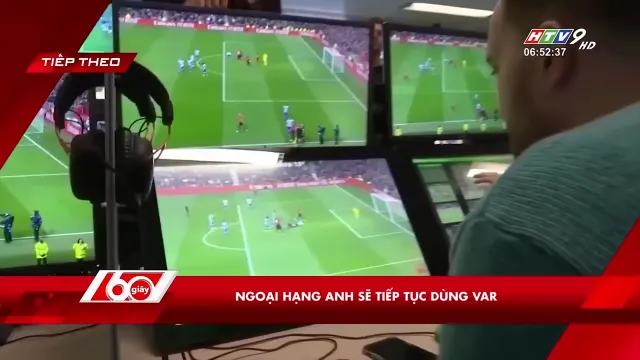 TIẾP THEO
HTV9 HD
06:52:37
60 giây
NGOẠI HẠNG ANH SẼ TIẾP TỤC DÙNG VAR